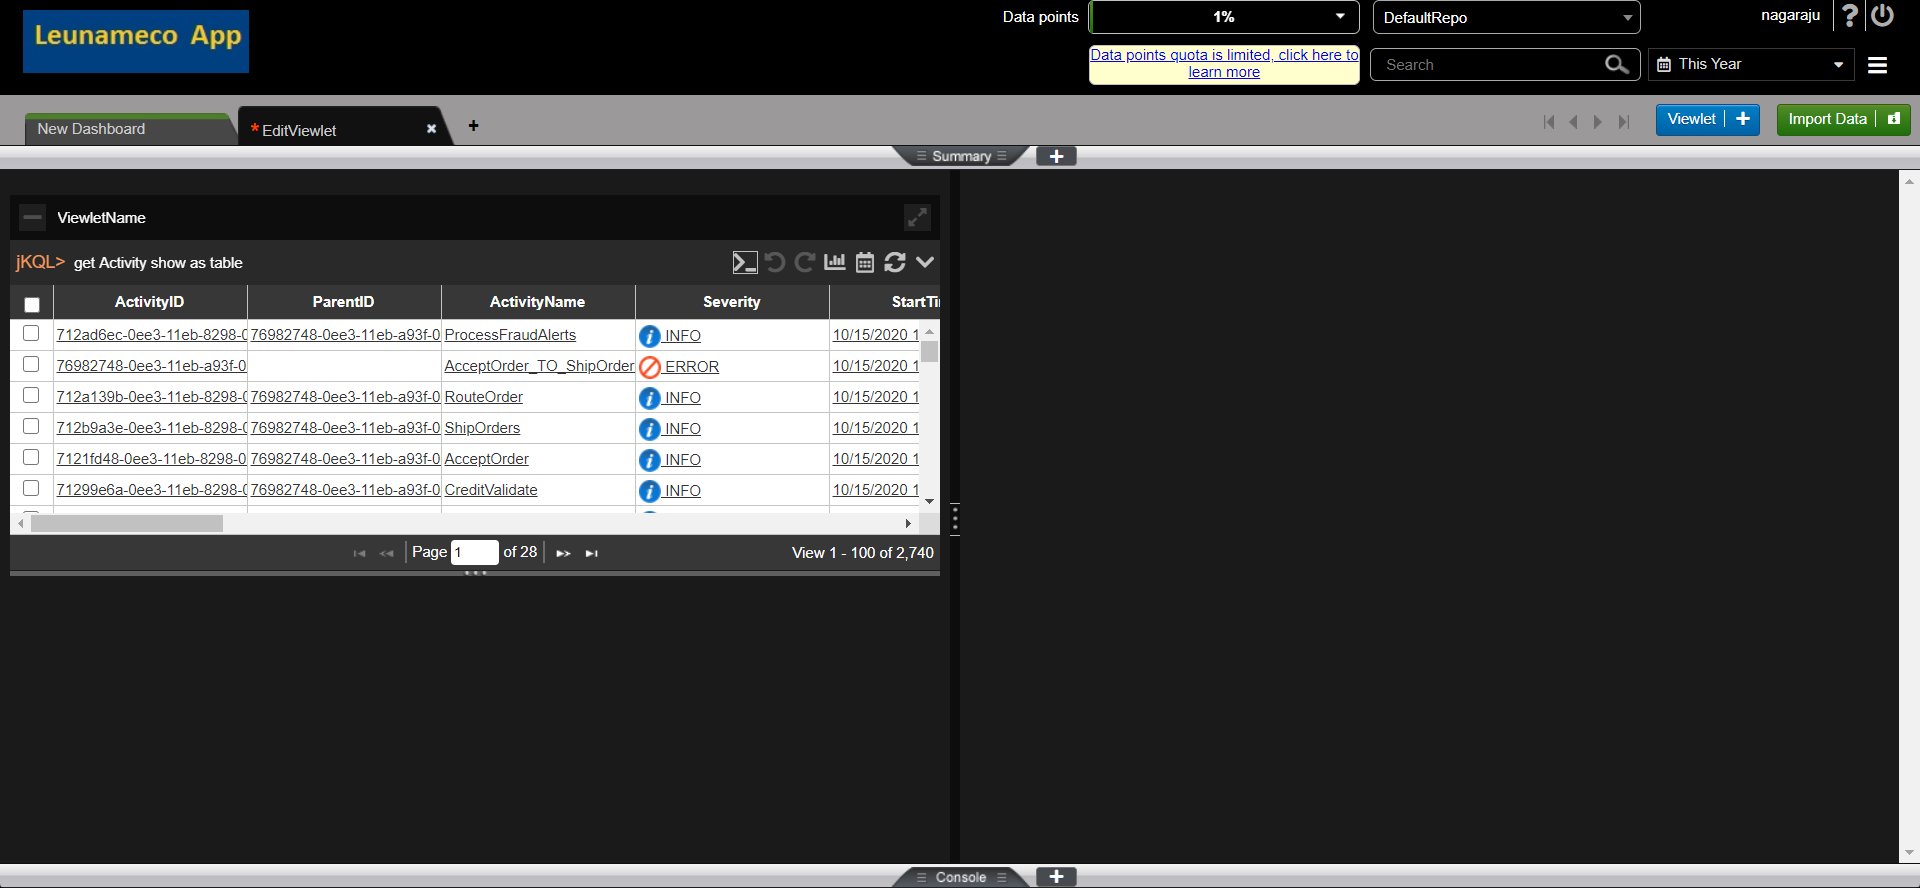 Leunameco App
Data points
1%
DefaultRepo
nagaraju
?
Data points quota is limited, click here to
learn more
Search
This Year
New Dashboard
*EditViewlet
Viewlet
Import Data
Summary
ViewletName
jKQL> get Activity show as table
ActivityID ParentID ActivityName Severity StartTi
712ad6ec-0ee3-11eb-8298-0 76982748-0ee3-11eb-a93f-0 ProcessFraudAlerts INFO 10/15/2020 1
76982748-0ee3-11eb-a93f-0 AcceptOrder_TO_ShipOrder ERROR 10/15/2020 1
712a139b-0ee3-11eb-8298-0 76982748-0ee3-11eb-a93f-0 RouteOrder INFO 10/15/2020 1
712b9a3e-0ee3-11eb-8298-0 76982748-0ee3-11eb-a93f-0 ShipOrders INFO 10/15/2020 1
7121fd48-0ee3-11eb-8298-0 76982748-0ee3-11eb-a93f-0 AcceptOrder INFO 10/15/2020 1
71299e6a-0ee3-11eb-8298-0 76982748-0ee3-11eb-a93f-0 CreditValidate INFO 10/15/2020 1
Page 1 of 28
View 1 - 100 of 2,740
Console